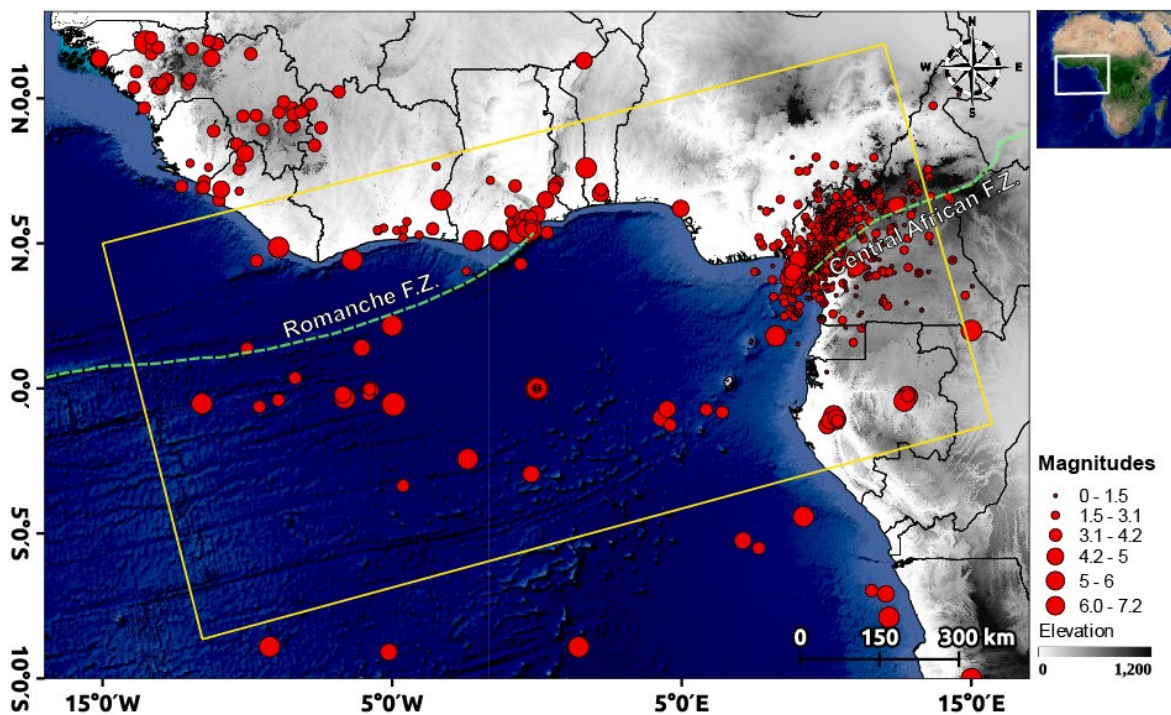 N
W E
S
10°0'N
5°0'N
0°0'
5°0'S
10°0'S
Romanche F.Z.
Central African F.Z.
Magnitudes
0 - 1.5
1.5 - 3.1
3.1 - 4.2
4.2 - 5
5 - 6
6.0 - 7.2
Elevation
0 1,200
0 150 300 km
15°0'W 5°0'W 5°0'E 15°0'E